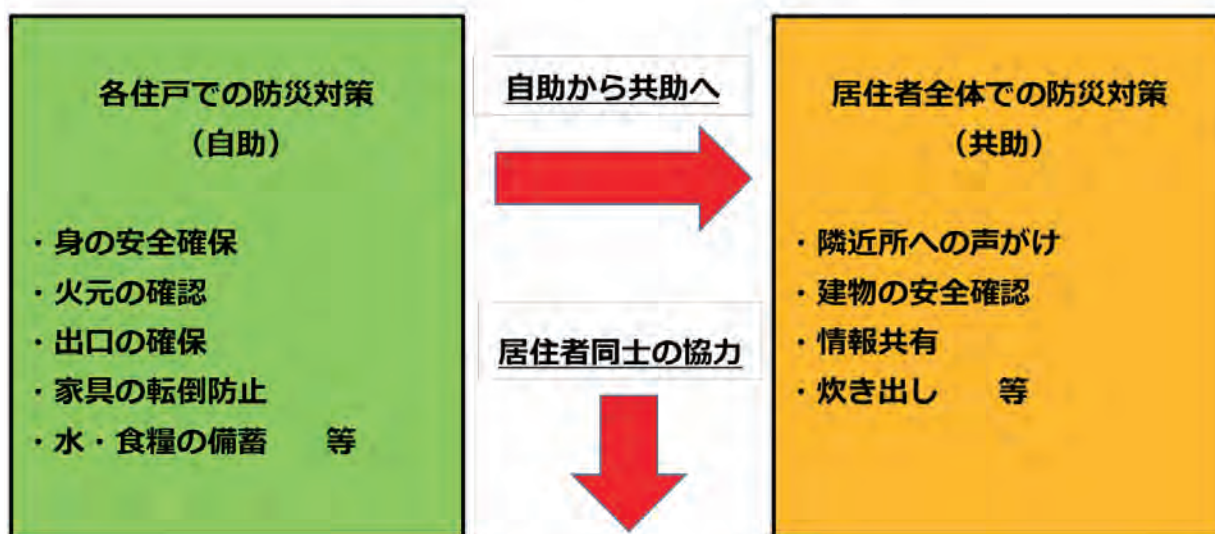 各住戸での防災対策
（自助）
・身の安全確保
・火元の確認
・出口の確保
・家具の転倒防止
・水・食糧の備蓄　　等
自助から共助へ
居住者同士の協力
居住者全体での防災対策
（共助）
・隣近所への声がけ
・建物の安全確認
・情報共有
・炊き出し　　等